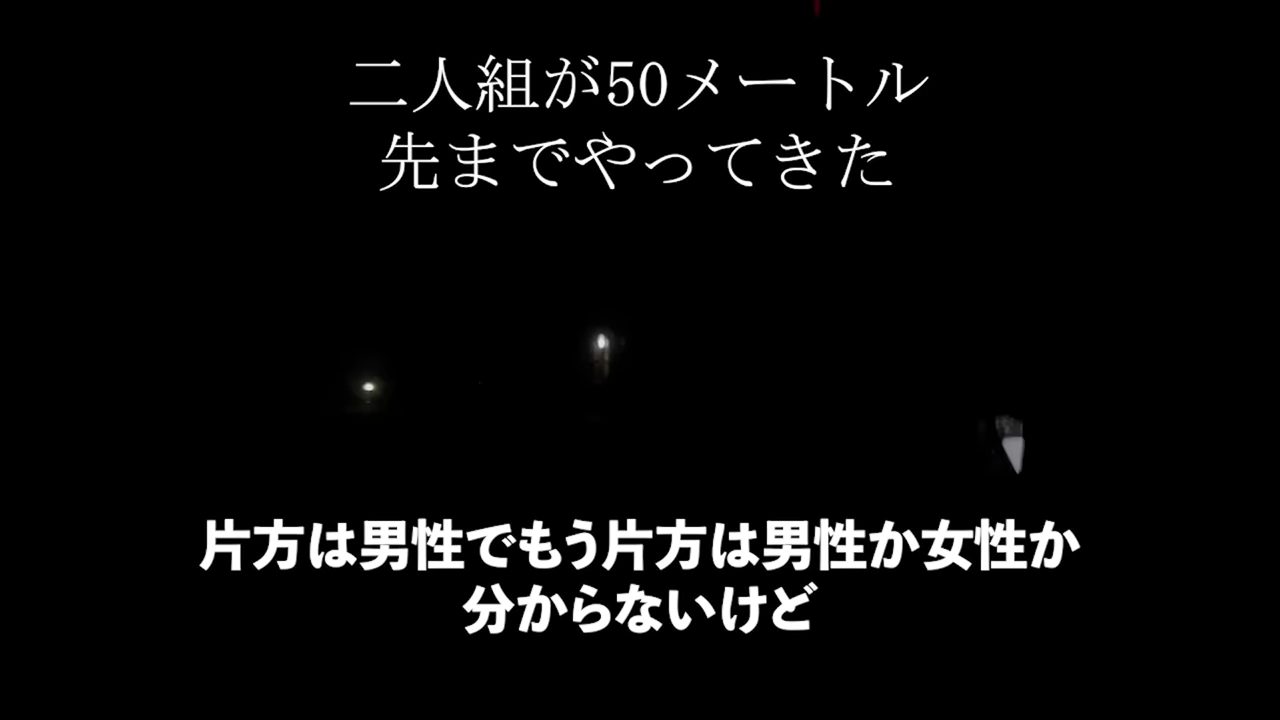 二人組が50メートル
先までやってきた
片方は男性でもう片方は男性か女性か
分からないけど